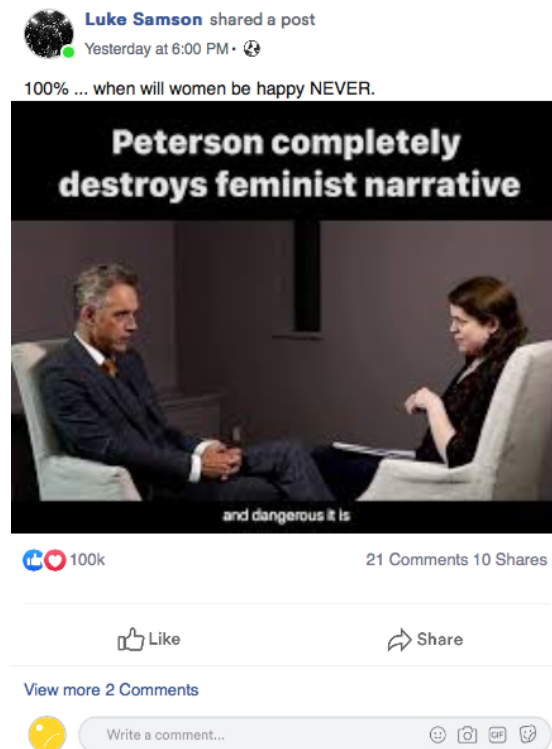 Luke Samson shared a post
Yesterday at 6:00 PM·
100% ... when will women be happy NEVER.
Peterson completely
destroys feminist narrative
and dangerous it is
100k
21 Comments 10 Shares
Like
Share
View more 2 Comments
Write a comment...
GIF